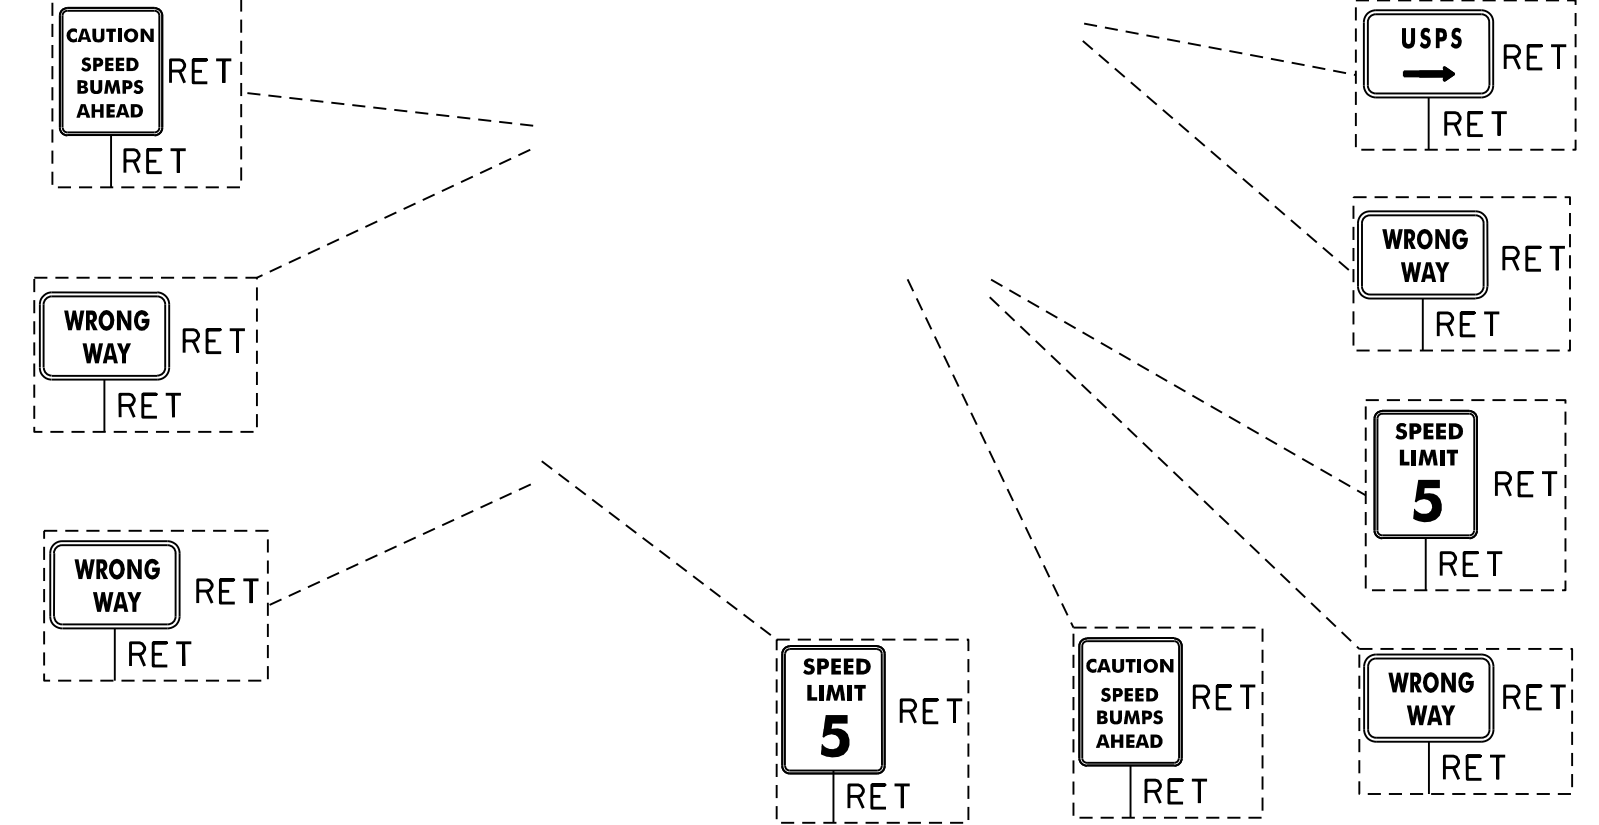 CAUTION
SPEED
BUMPS
AHEAD
RET
RET
USPS
RET
RET
WRONG
WAY
RET
RET
WRONG
WAY
RET
RET
SPEED
LIMIT
5
RET
RET
WRONG
WAY
RET
RET
SPEED
LIMIT
5
RET
RET
CAUTION
SPEED
BUMPS
AHEAD
RET
RET
WRONG
WAY
RET
RET